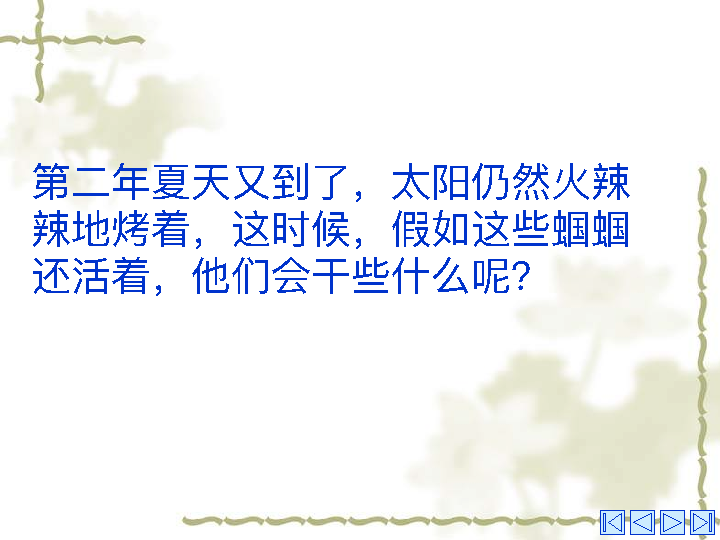 第二年夏天又到了，太阳仍然火辣
辣地烤着，这时候，假如这些蝈蝈
还活着，他们会干些什么呢？